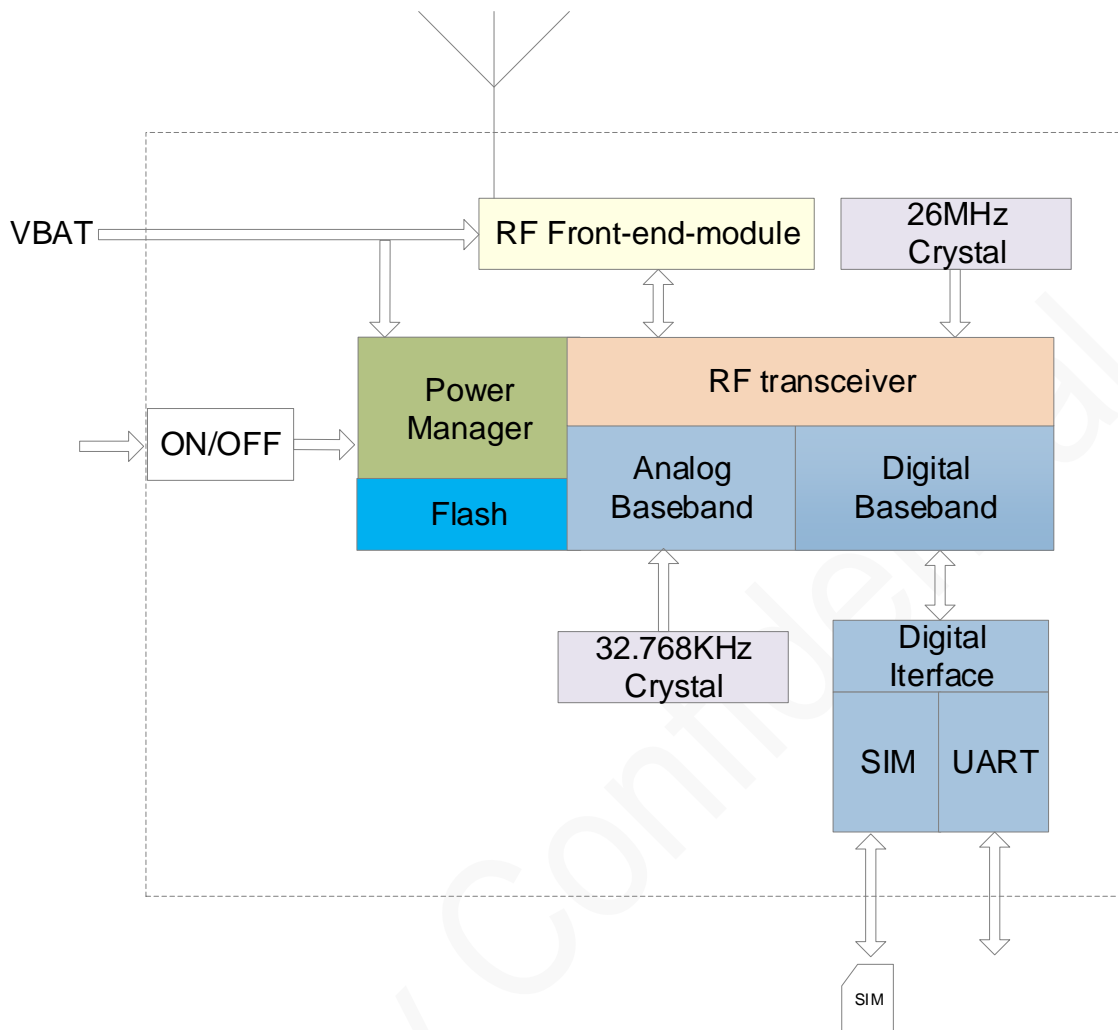 VBAT
RF Front-end-module
26MHz
Crystal
Power
Manager
RF transceiver
ON/OFF
Analog
Baseband
Digital
Baseband
Flash
32.768KHz
Crystal
Digital
Iterface
SIM
UART
SIM